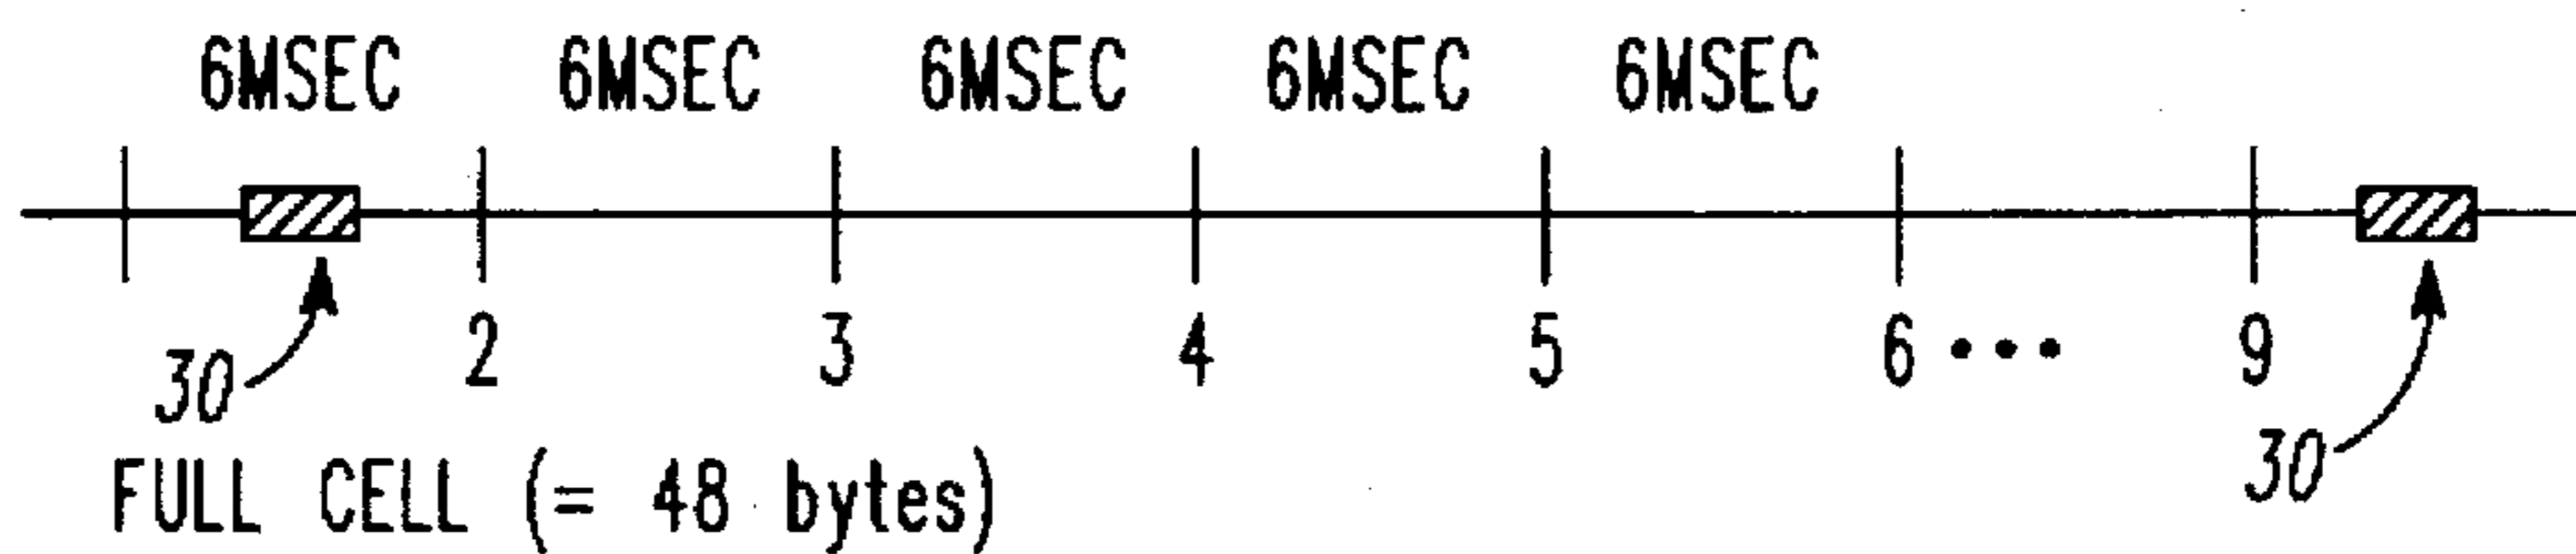 6MSEC 6MSEC 6MSEC 6MSEC 6MSEC
2 3 4 5 6 • • • 9
30 30
FULL CELL (= 48 bytes)